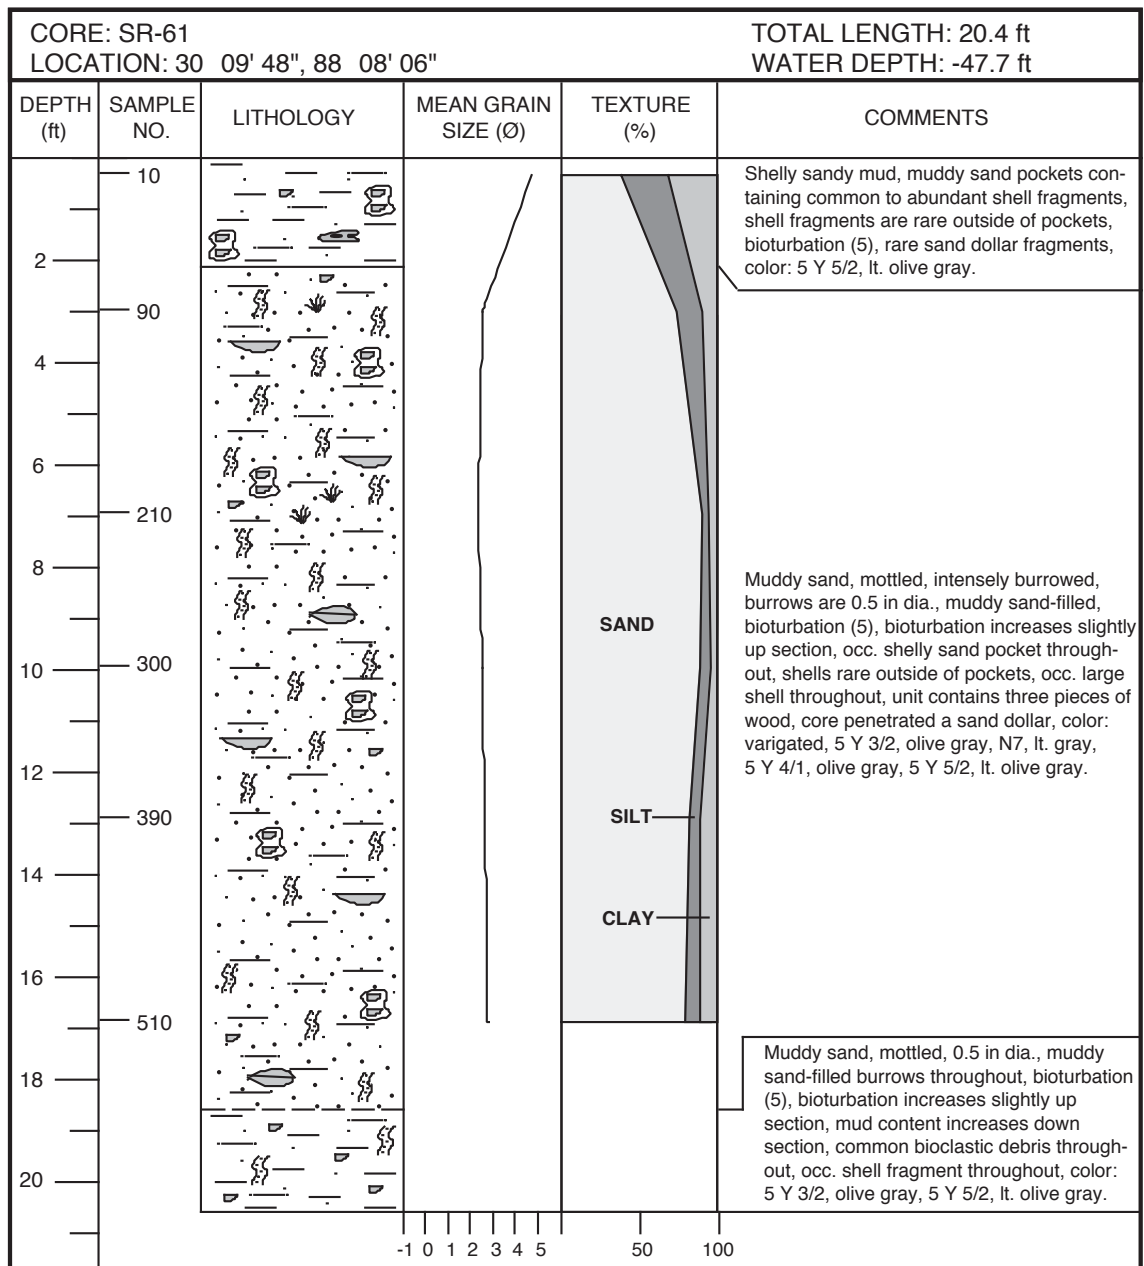 CORE: SR-61
TOTAL LENGTH: 20.4 ft
LOCATION: 30 09' 48", 88 08' 06"
WATER DEPTH: -47.7 ft
DEPTH
(ft)
SAMPLE
NO.
LITHOLOGY
MEAN GRAIN
SIZE (Ø)
TEXTURE
(%)
COMMENTS
2
4
6
8
10
12
14
16
18
20
10
90
210
300
390
510
SAND
SILT
CLAY
Shelly sandy mud, muddy sand pockets con-
taining common to abundant shell fragments,
shell fragments are rare outside of pockets,
bioturbation (5), rare sand dollar fragments,
color: 5 Y 5/2, lt. olive gray.
Muddy sand, mottled, intensely burrowed,
burrows are 0.5 in dia., muddy sand-filled,
bioturbation (5), bioturbation increases slightly
up section, occ. shelly sand pocket through-
out, shells rare outside of pockets, occ. large
shell throughout, unit contains three pieces of
wood, core penetrated a sand dollar, color:
varigated, 5 Y 3/2, olive gray, N7, lt. gray,
5 Y 4/1, olive gray, 5 Y 5/2, lt. olive gray.
Muddy sand, mottled, 0.5 in dia., muddy
sand-filled burrows throughout, bioturbation
(5), bioturbation increases slightly up
section, mud content increases down
section, common bioclastic debris through-
out, occ. shell fragment throughout, color:
5 Y 3/2, olive gray, 5 Y 5/2, lt. olive gray.
-1 0 1 2 3 4 5
50 100